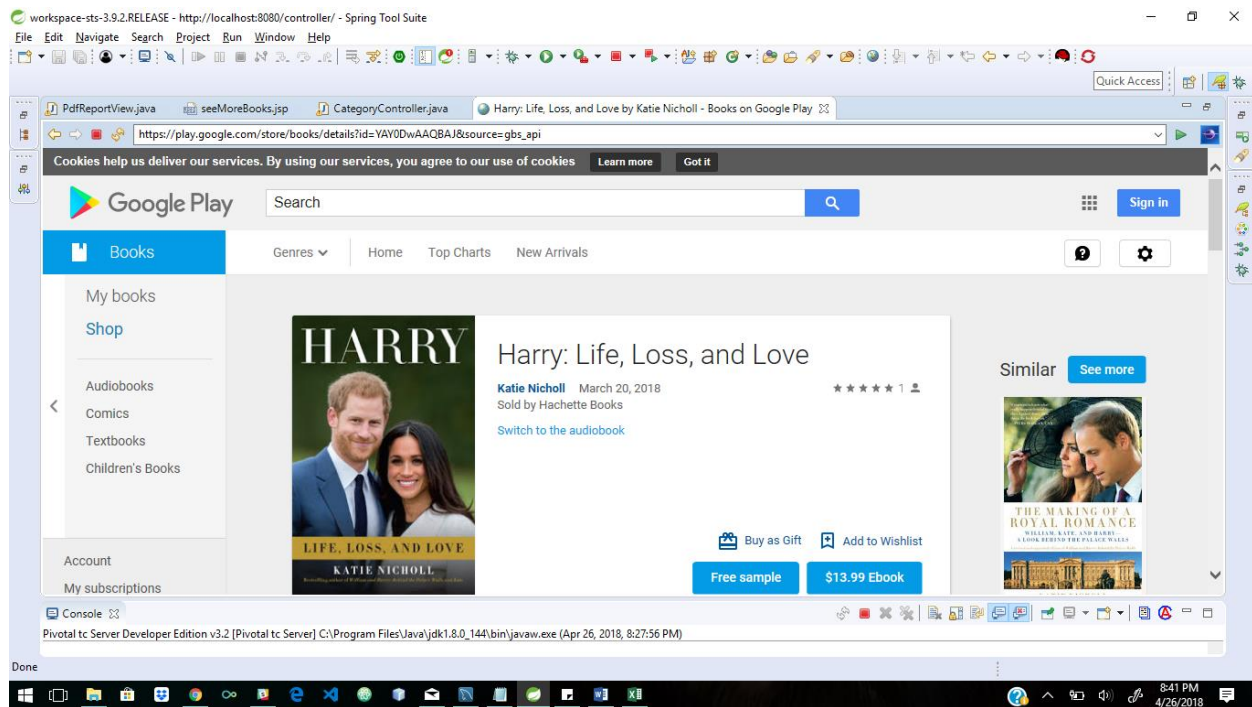 workspace-sts-3.9.2.RELEASE - http://localhost:8080/controller/ - Spring Tool Suite
File Edit Navigate Search Project Run Window Help
Quick Access
PdfReportView.java seeMoreBooks.jsp CategoryController.java Harry: Life, Loss, and Love by Katie Nicholl - Books on Google Play
https://play.google.com/store/books/details?id=YAY0DwAAQBAJ&source=gbs_api
Cookies help us deliver our services. By using our services, you agree to our use of cookies Learn more Got it
Google Play Search Sign in
Books Genres Home Top Charts New Arrivals
My books
Shop
Audiobooks
Comics
Textbooks
Children's Books
Account
My subscriptions
HARRY
LIFE, LOSS, AND LOVE
KATIE NICHOLL
Harry: Life, Loss, and Love
Katie Nicholl March 20, 2018 1
Sold by Hachette Books
Switch to the audiobook
Buy as Gift Add to Wishlist
Free sample $13.99 Ebook
Similar See more
THE MAKING OF A
ROYAL ROMANCE
WILLIAM, KATE, AND HARRY-
A LOOK BEHIND THE PALACE WALLS
Console
Pivotal tc Server Developer Edition v3.2 [Pivotal tc Server] C:\Program Files\Java\jdk1.8.0_144\bin\javaw.exe (Apr 26, 2018, 8:27:56 PM)
Done
8:41 PM
4/26/2018